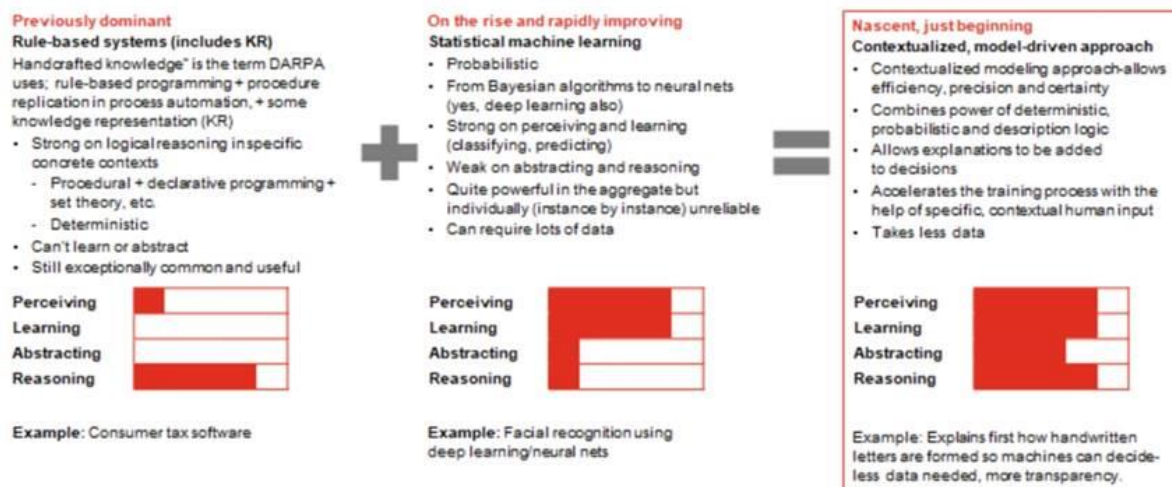 Previously dominant
Rule-based systems (includes KR)
Handcrafted knowledge" is the term DARPA
uses; rule-based programming + procedure
replication in process automation, + some
knowledge representation (KR)
• Strong on logical reasoning in specific
concrete contexts
- Procedural + declarative programming +
set theory, etc.
- Deterministic
• Can't learn or abstract
• Still exceptionally common and useful
Perceiving
Learning
Abstracting
Reasoning
Example: Consumer tax software
On the rise and rapidly improving
Statistical machine learning
• Probabilistic
• From Bayesian algorithms to neural nets
(yes, deep learning also)
• Strong on perceiving and learning
(classifying, predicting)
• Weak on abstracting and reasoning
• Quite powerful in the aggregate but
individually (instance by instance) unreliable
• Can require lots of data
Perceiving
Learning
Abstracting
Reasoning
Example: Facial recognition using
deep learning/neural nets
Nascent, just beginning
Contextualized, model-driven approach
• Contextualized modeling approach-allows
efficiency, precision and certainty
• Combines power of deterministic,
probabilistic and description logic
• Allows explanations to be added
to decisions
• Accelerates the training process with the
help of specific, contextual human input
• Takes less data
Perceiving
Learning
Abstracting
Reasoning
Example: Explains first how handwritten
letters are formed so machines can decide-
less data needed, more transparency.